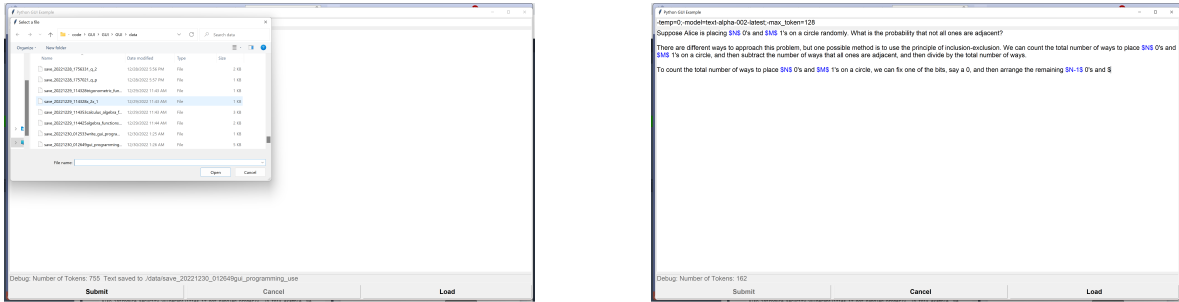 Python GUI Example
Select a file
code › GUI › GUI › GUI › data
Search data
Organize
New folder
Name Date modified Type Size
save_20221228_1756331_q_2 12/28/2022 5:56 PM File 2 KB
save_20221228_1757021_q_p 12/28/2022 5:57 PM File 1 KB
save_20221229_114328trigonometric_fun... 12/29/2022 11:43 AM File 1 KB
save_20221229_114328a_2x_1 12/29/2022 11:43 AM File 1 KB
save_20221229_114353calculus_algebra_f... 12/29/2022 11:43 AM File 3 KB
save_20221229_114425algebra_functions... 12/29/2022 11:44 AM File 2 KB
save_20221230_012533write_gui_progra... 12/30/2022 1:25 AM File 1 KB
save_20221230_012649gui_programming... 12/30/2022 1:26 AM File 5 KB
File name:
Open Cancel
Debug: Number of Tokens: 755 Text saved to ./data/save_20221230_012649gui_programming_use
Submit Cancel Load
Python GUI Example
-temp=0;-model=text-alpha-002-latest;-max_token=128
Suppose Alice is placing $N$ 0's and $M$ 1's on a circle randomly. What is the probability that not all ones are adjacent?
There are different ways to approach this problem, but one possible method is to use the principle of inclusion-exclusion. We can count the total number of ways to place $N$ 0's and
$M$ 1's on a circle, and then subtract the number of ways that all ones are adjacent, and then divide by the total number of ways.
To count the total number of ways to place $N$ 0's and $M$ 1's on a circle, we can fix one of the bits, say a 0, and then arrange the remaining $N-1$ 0's and $
Debug: Number of Tokens: 162
Submit Cancel Load